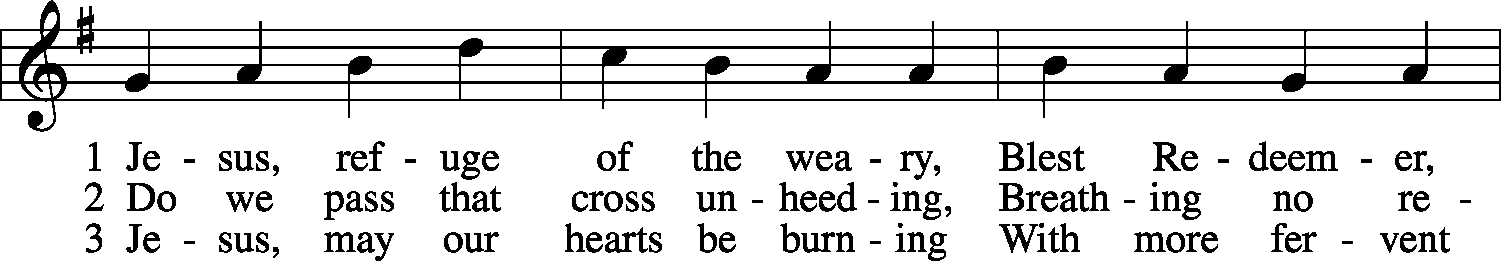 1 Je - sus, ref - uge of the wea - ry, Blest Re - deem - er,
2 Do we pass that cross un - heed - ing, Breath - ing no re -
3 Je - sus, may our hearts be burn - ing With more fer - vent